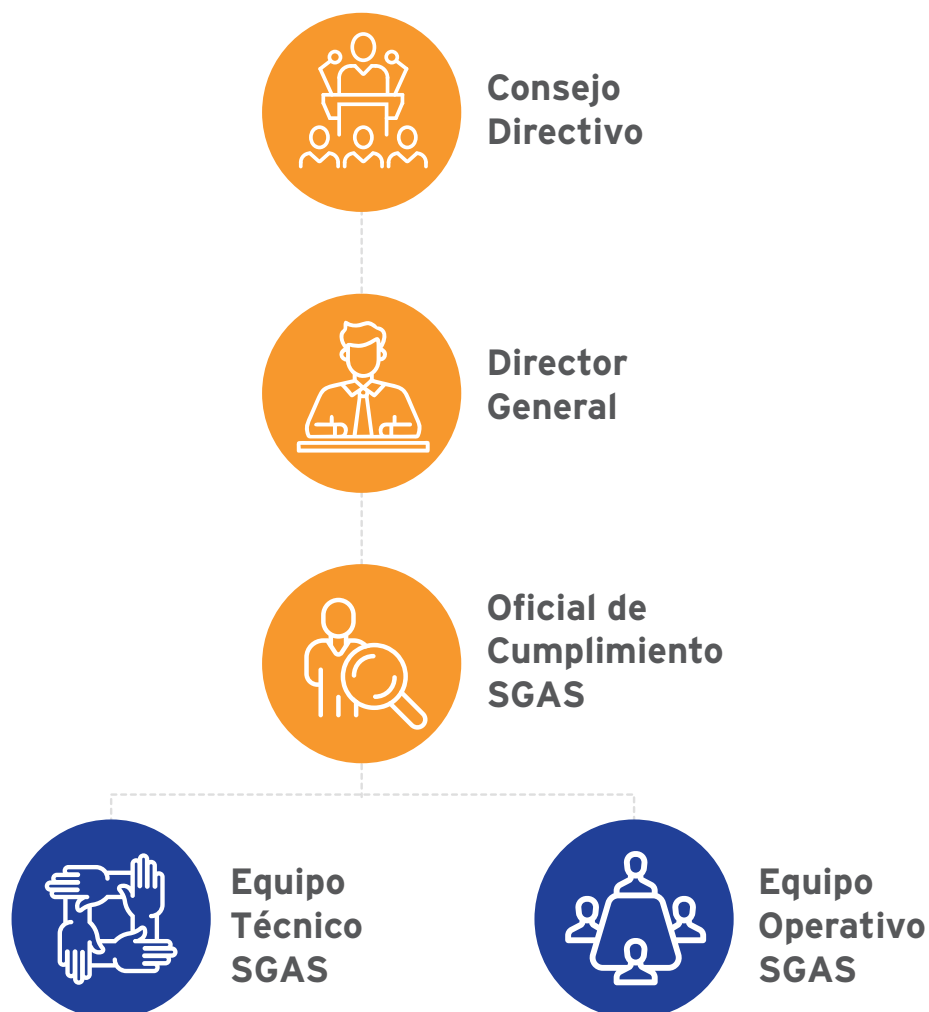 Consejo
Directivo
Director
General
Oficial de
Cumplimiento
SGAS
Equipo
Técnico
SGAS
Equipo
Operativo
SGAS